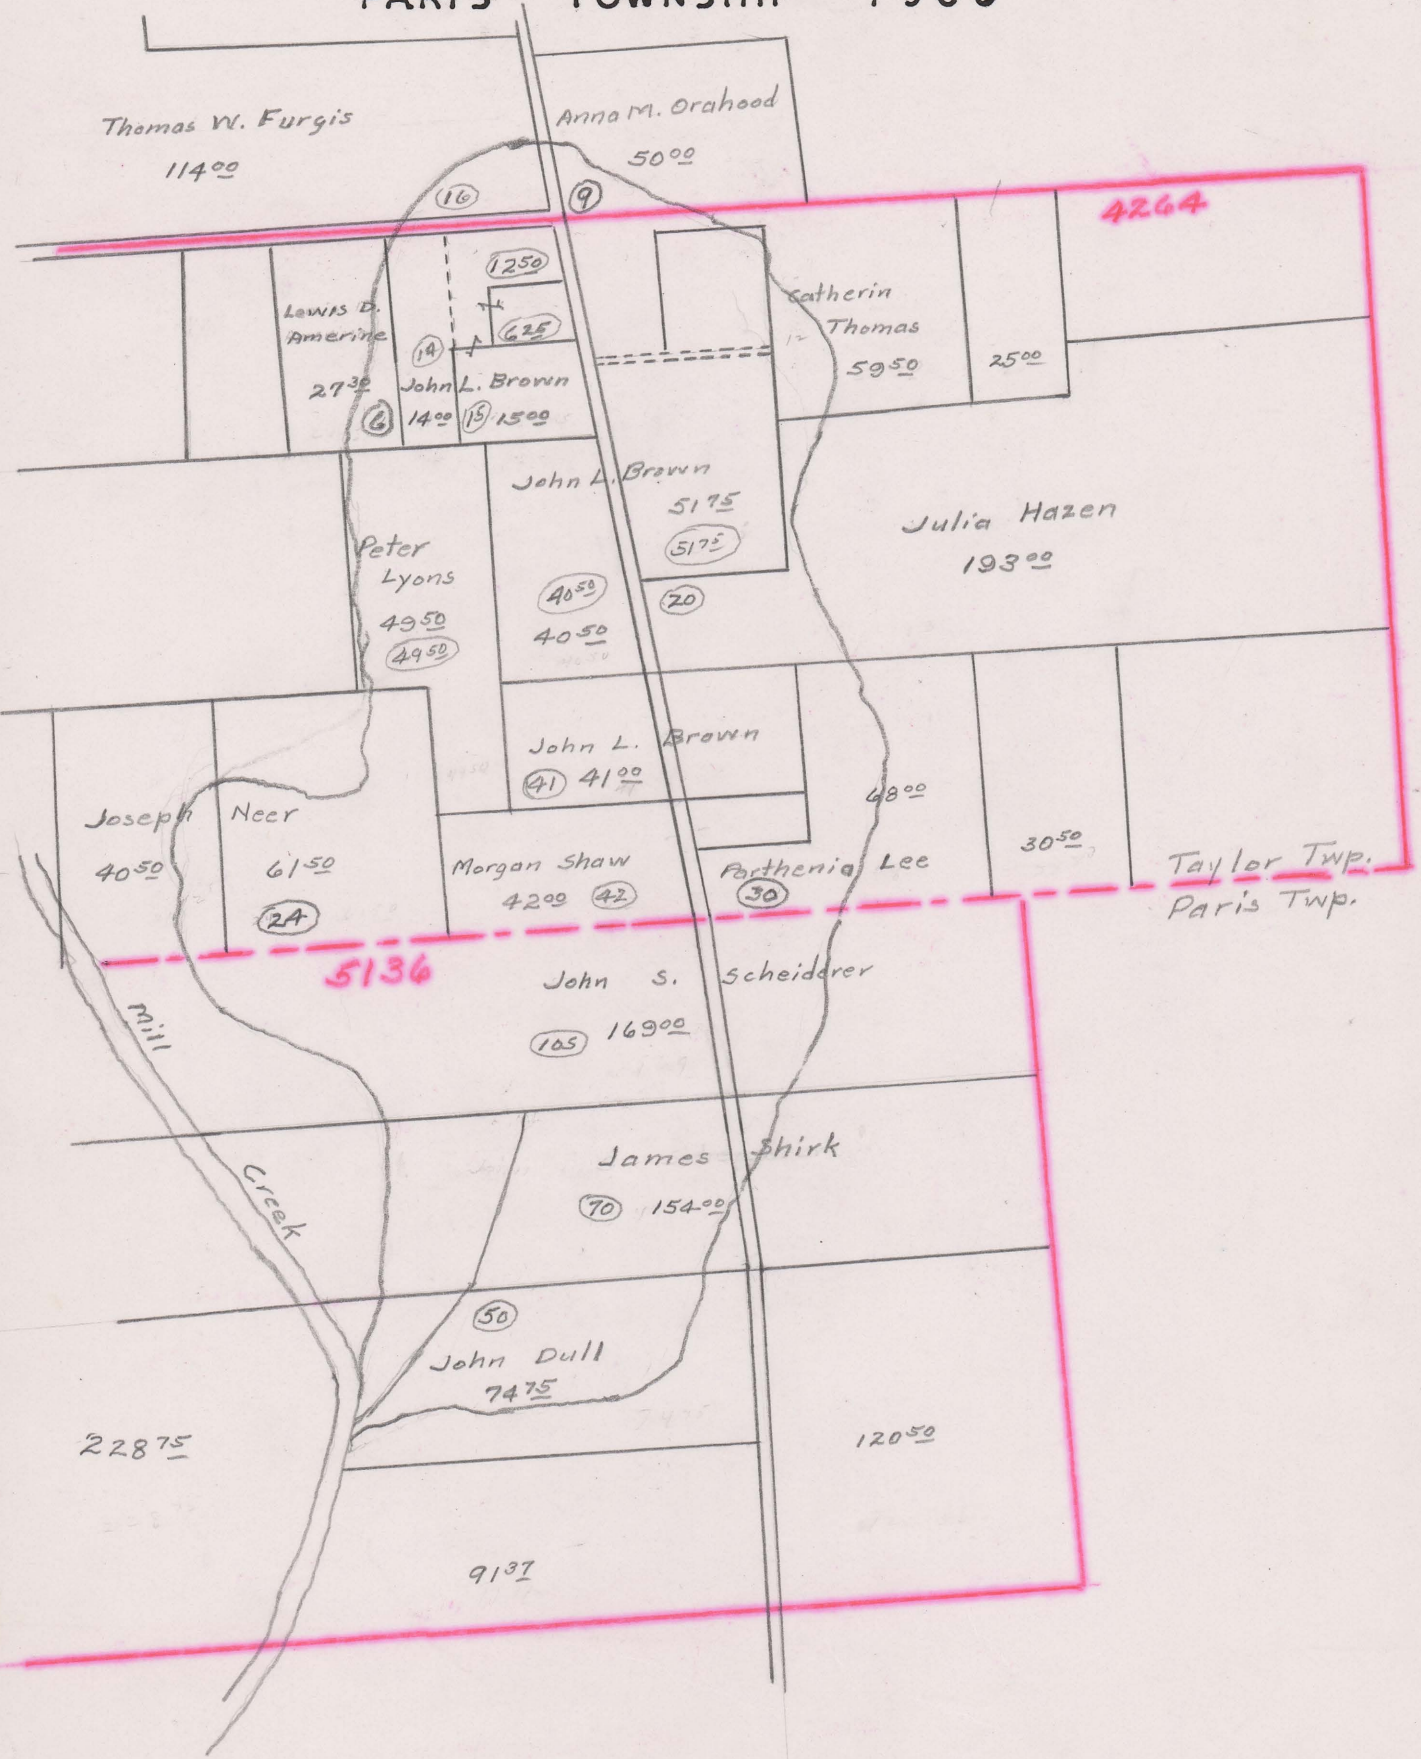 PARIS TOWNSHIP
Thomas W. Furgis
114 00
Anna M. Orahood
50 00
16
9
4264
12 50
6 25
Lewis D.
Amerine
27 30
6
14
John L. Brown
14 00
15
15 00
Catherin
Thomas
59 50
25 00
John L. Brown
51 75
51 75
Julia Hazen
193 00
Peter
Lyons
49 50
49 50
40 50
40 50
20
John L. Brown
41
41 00
68 00
30 50
Joseph Neer
40 50
61 50
24
Morgan Shaw
42 00
42
Parthenia Lee
30
Taylor Twp.
Paris Twp.
5136
John S. Scheiderer
105
169 00
Mill
Creek
James Shirk
70
154 00
50
John Dull
74 75
228 75
120 50
91 37